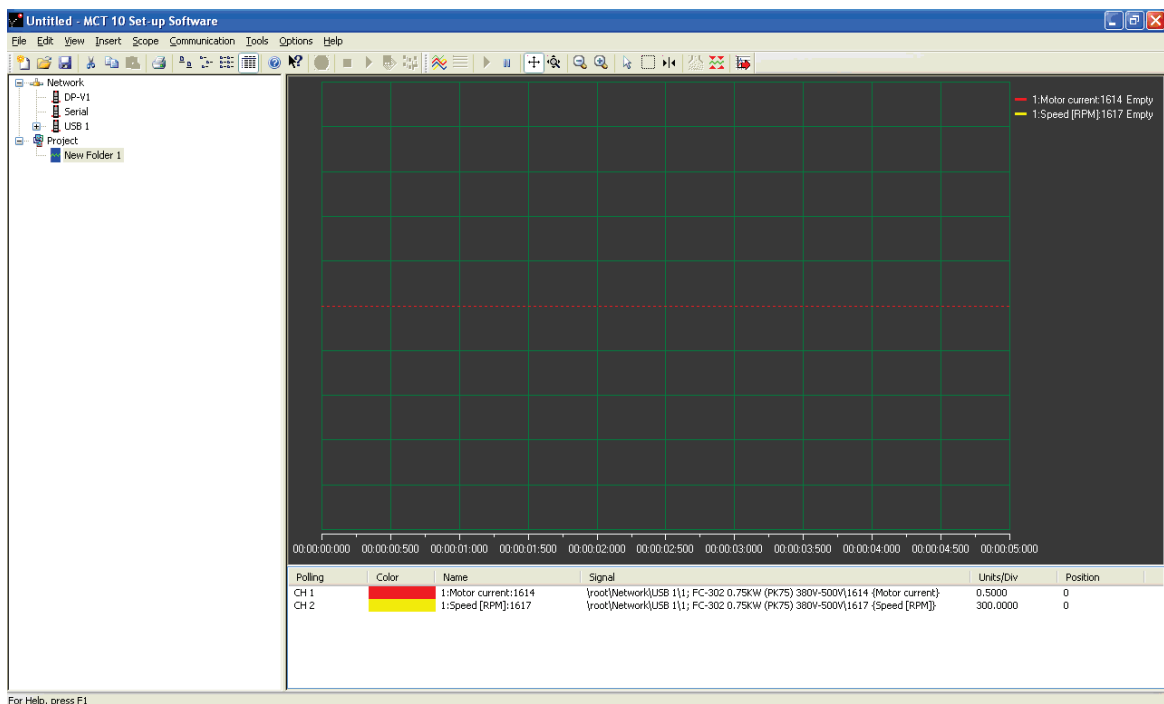 Untitled - MCT 10 Set-up Software
File Edit View Insert Scope Communication Tools Options Help
Network
DP-V1
Serial
USB 1
Project
New Folder 1
1:Motor current:1614 Empty
1:Speed [RPM]:1617 Empty
00:00:00:000 00:00:00:500 00:00:01:000 00:00:01:500 00:00:02:000 00:00:02:500 00:00:03:000 00:00:03:500 00:00:04:000 00:00:04:500 00:00:05:000
Polling Color Name Signal Units/Div Position
CH 1 1:Motor current:1614 \root\Network\USB 1\1; FC-302 0.75KW (PK75) 380V-500V\1614 {Motor current} 0.5000 0
CH 2 1:Speed [RPM]:1617 \root\Network\USB 1\1; FC-302 0.75KW (PK75) 380V-500V\1617 {Speed [RPM]} 300.0000 0
For Help, press F1